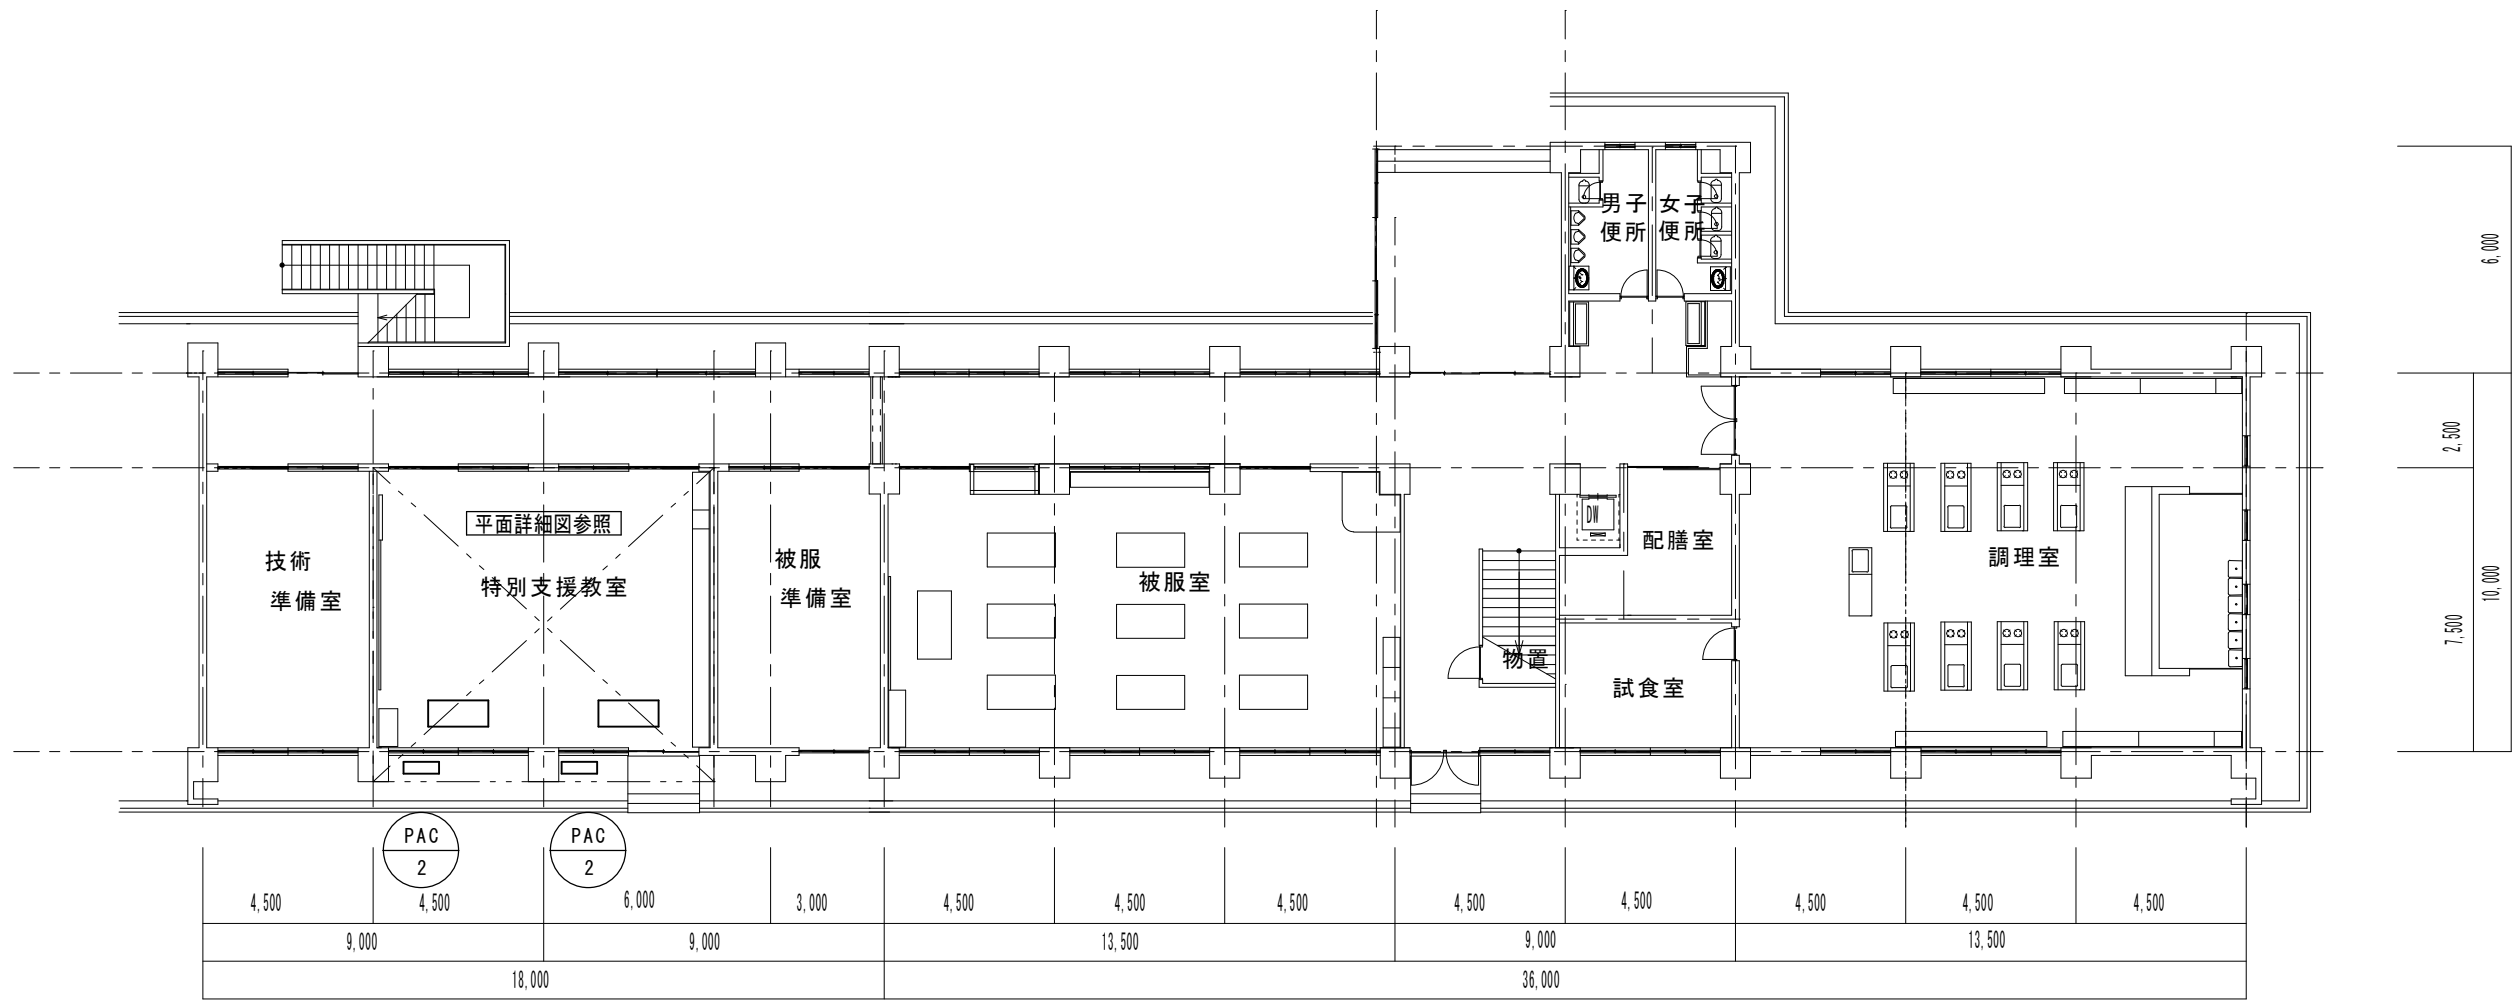 男子 女子
便所 便所
6,000
2,500
10,000
7,500
平面詳細図参照
DW
配膳室
技術
準備室
特別支援教室
被服
準備室
被服室
調理室
物置
試食室
PAC
2
PAC
2
4,500 4,500 6,000 3,000 4,500 4,500 4,500 4,500 4,500 4,500 4,500 4,500
9,000 9,000 13,500 9,000 13,500
18,000 36,000